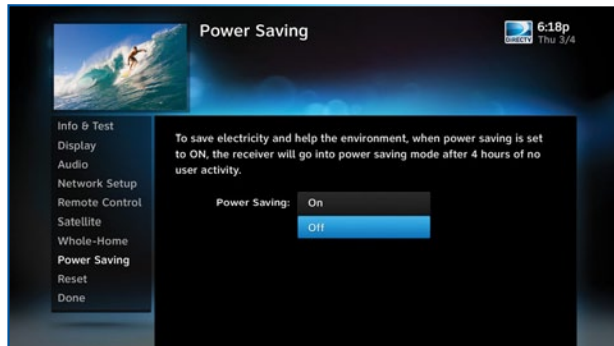 Power Saving
DIRECTV
6:18p
Thu 3/4
Info & Test
Display
Audio
Network Setup
Remote Control
Satellite
Whole-Home
Power Saving
Reset
Done
To save electricity and help the environment, when power saving is set
to ON, the receiver will go into power saving mode after 4 hours of no
user activity.
Power Saving:
On
Off